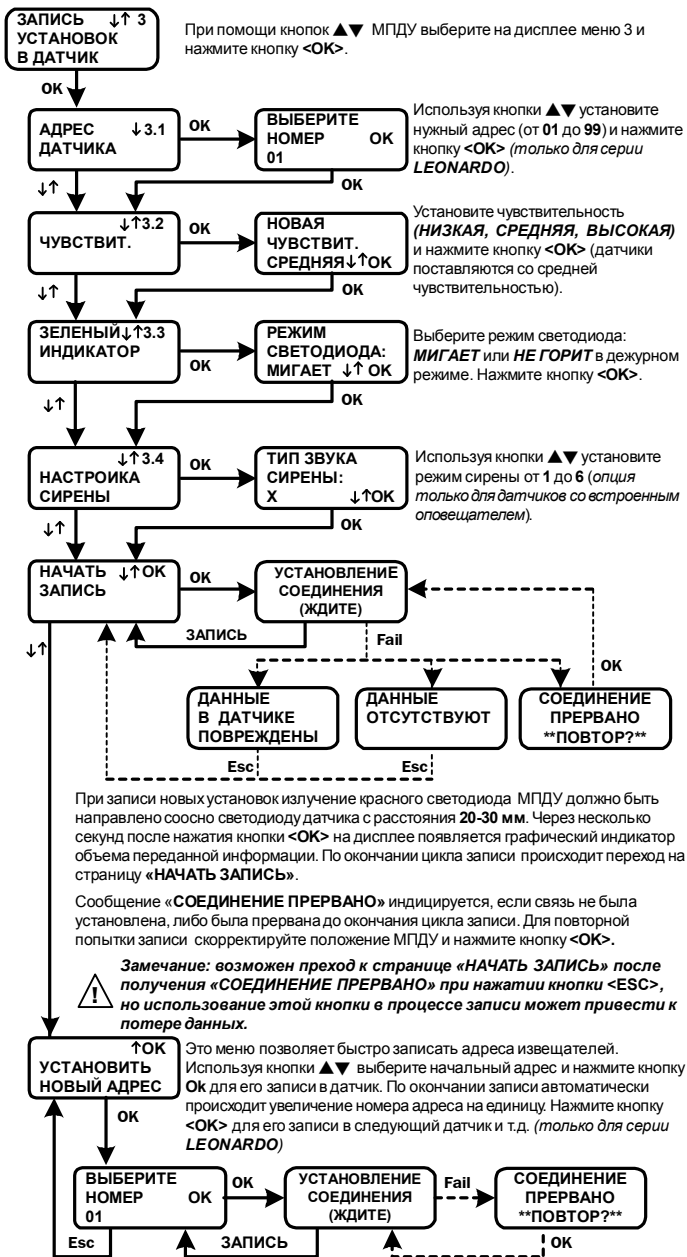 ЗАПИСЬ ↓↑ 3
УСТАНОВОК
В ДАТЧИК
При помощи кнопок ▲▼ МПДУ выберите на дисплее меню 3 и
нажмите кнопку <OK>.
OK
АДРЕС ↓3.1
ДАТЧИКА
OK
ВЫБЕРИТЕ
НОМЕР OK
01
Используя кнопки ▲▼ установите
нужный адрес (от 01 до 99) и нажмите
кнопку <OK> (только для серии
LEONARDO).
↓↑
OK
↓↑3.2
ЧУВСТВИТ.
OK
НОВАЯ
ЧУВСТВИТ.
СРЕДНЯЯ↓↑OK
Установите чувствительность
(НИЗКАЯ, СРЕДНЯЯ, ВЫСОКАЯ)
и нажмите кнопку <OK> (датчики
поставляются со средней
чувствительностью).
↓↑
OK
ЗЕЛЕНЫЙ↓↑3.3
ИНДИКАТОР
OK
РЕЖИМ
СВЕТОДИОДА:
МИГАЕТ ↓↑ OK
Выберите режим светодиода:
МИГАЕТ или НЕ ГОРИТ в дежурном
режиме. Нажмите кнопку <OK>.
↓↑
OK
↓↑3.4
НАСТРОИКА
СИРЕНЫ
OK
ТИП ЗВУКА
СИРЕНЫ:
X ↓↑OK
Используя кнопки ▲▼ установите
режим сирены от 1 до 6 (опция
только для датчиков со встроенным
оповещателем).
↓↑
OK
НАЧАТЬ ↓↑OK
ЗАПИСЬ
OK
УСТАНОВЛЕНИЕ
СОЕДИНЕНИЯ
(ЖДИТЕ)
ЗАПИСЬ
Fail
↓↑
OK
ДАННЫЕ
В ДАТЧИКЕ
ПОВРЕЖДЕНЫ
ДАННЫЕ
ОТСУТСТВУЮТ
СОЕДИНЕНИЕ
ПРЕРВАНО
**ПОВТОР?**
Esc
Esc
При записи новых установок излучение красного светодиода МПДУ должно быть
направлено соосно светодиоду датчика с расстояния 20-30 мм. Через несколько
секунд после нажатия кнопки <OK> на дисплее появляется графический индикатор
объема переданной информации. По окончании цикла записи происходит переход на
страницу «НАЧАТЬ ЗАПИСЬ».
Сообщение «СОЕДИНЕНИЕ ПРЕРВАНО» индицируется, если связь не была
установлена, либо была прервана до окончания цикла записи. Для повторной
попытки записи скорректируйте положение МПДУ и нажмите кнопку <OK>.
! Замечание: возможен преход к странице «НАЧАТЬ ЗАПИСЬ» после
получения «СОЕДИНЕНИЕ ПРЕРВАНО» при нажатии кнопки <ESC>,
но использование этой кнопки в процессе записи может привести к
потере данных.
↑OK
УСТАНОВИТЬ
НОВЫЙ АДРЕС
Это меню позволяет быстро записать адреса извещателей.
Используя кнопки ▲▼ выберите начальный адрес и нажмите кнопку
Ok для его записи в датчик. По окончании записи автоматически
происходит увеличение номера адреса на единицу. Нажмите кнопку
<OK> для его записи в следующий датчик и т.д. (только для серии
LEONARDO)
OK
ВЫБЕРИТЕ
НОМЕР OK
01
OK
УСТАНОВЛЕНИЕ
СОЕДИНЕНИЯ
(ЖДИТЕ)
Fail
СОЕДИНЕНИЕ
ПРЕРВАНО
**ПОВТОР?**
Esc
ЗАПИСЬ
OK